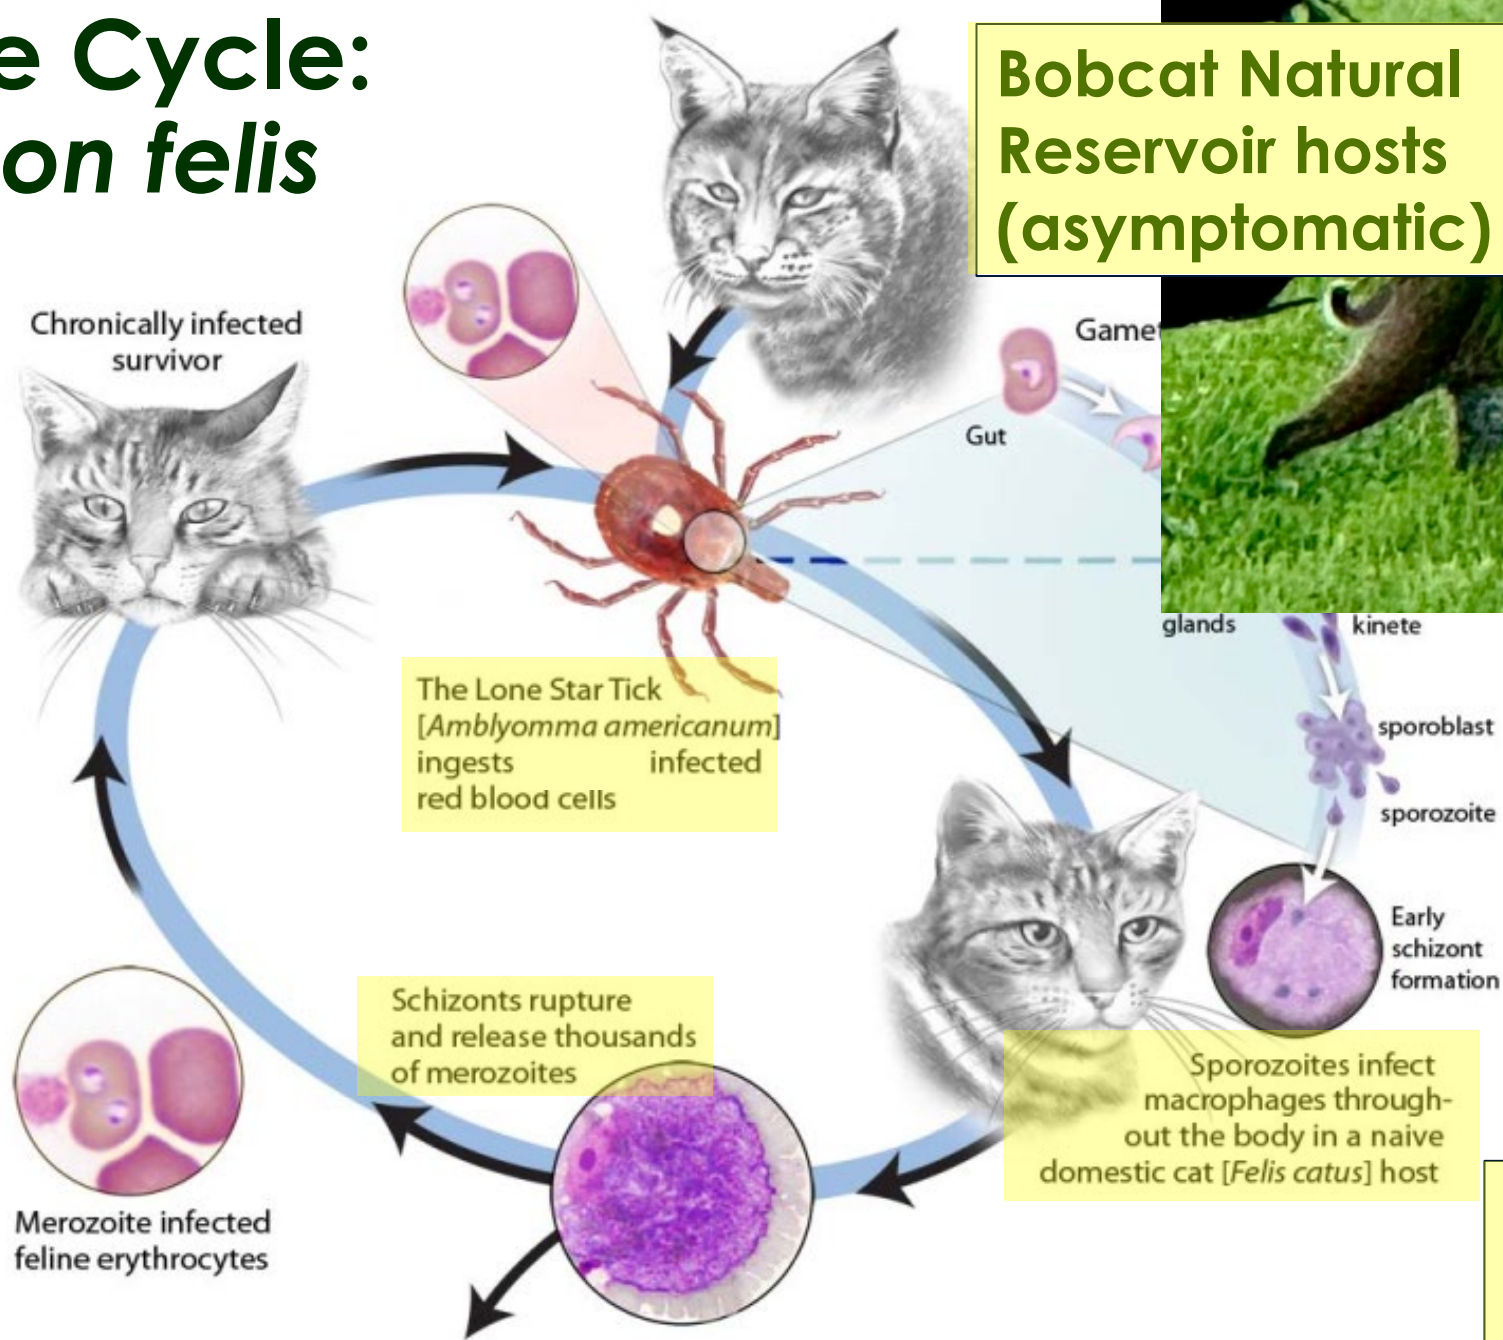 e Cycle:
on felis
Bobcat Natural
Reservoir hosts
(asymptomatic)
Chronically infected
survivor
Gamet
Gut
glands
kinete
The Lone Star Tick
[Amblyomma americanum]
ingests infected
red blood cells
sporoblast
sporozoite
Early
schizont
formation
Schizonts rupture
and release thousands
of merozoites
Sporozoites infect
macrophages through-
out the body in a naive
domestic cat [Felis catus] host
Merozoite infected
feline erythrocytes